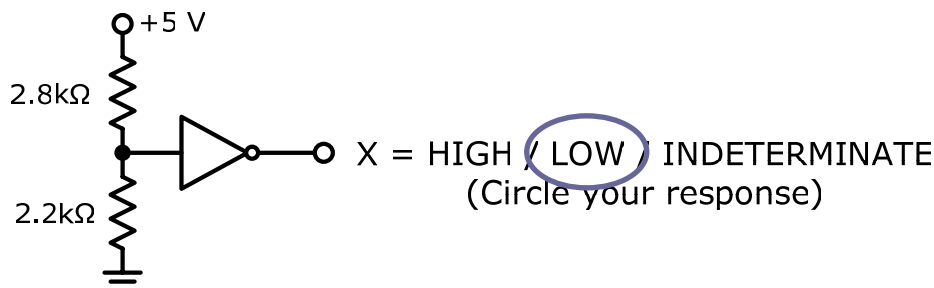 +5 V
2.8kΩ
X = HIGH / LOW / INDETERMINATE
(Circle your response)
2.2kΩ